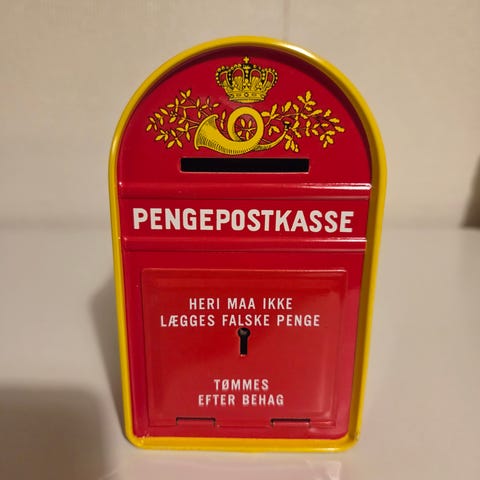 PENGEPOSTKASSE
HERI MAA IKKE
LÆGGES FALSKE PENGE
TØMMES
EFTER BEHAG